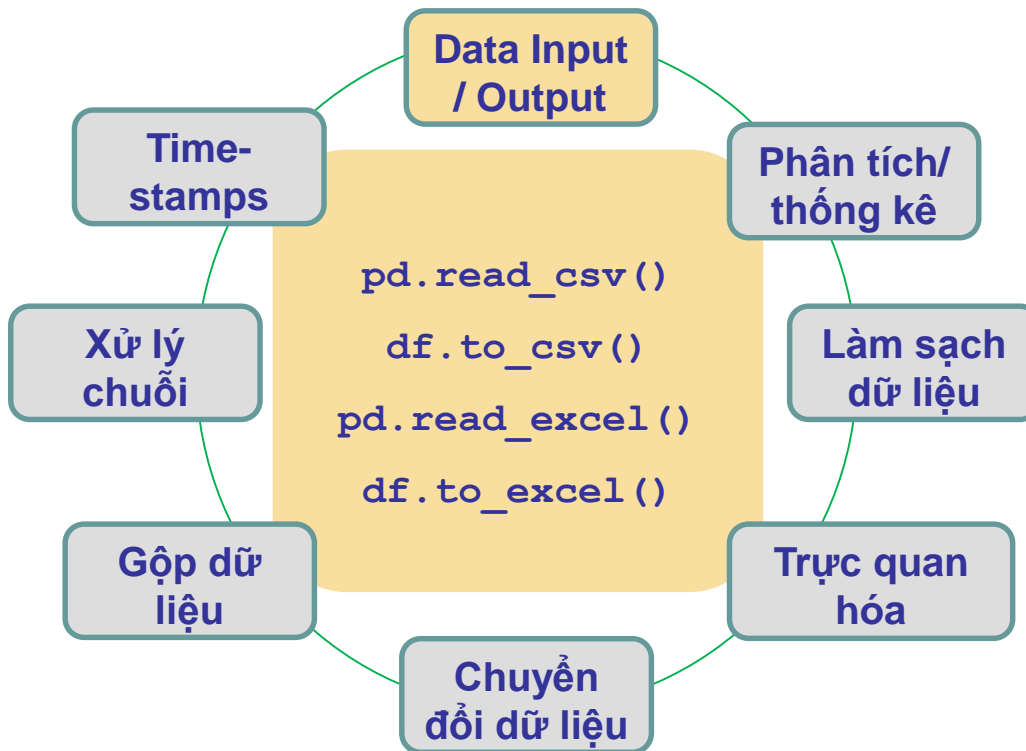 Data Input
/ Output
Time-
stamps
Phân tích/
thống kê
pd.read_csv()
df.to_csv()
pd.read_excel()
df.to_excel()
Xử lý
chuỗi
Làm sạch
dữ liệu
Gộp dữ
liệu
Trực quan
hóa
Chuyển
đổi dữ liệu